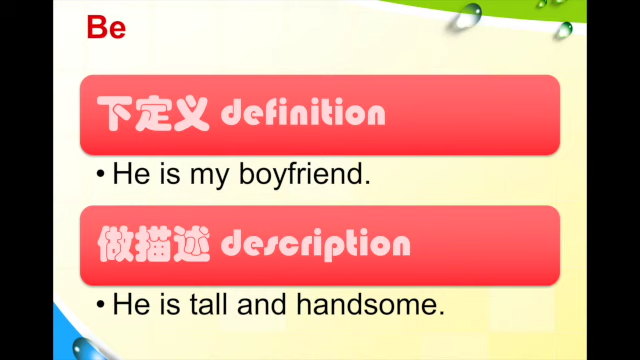 Be
下定义 definition
• He is my boyfriend.
做描述 description
• He is tall and handsome.